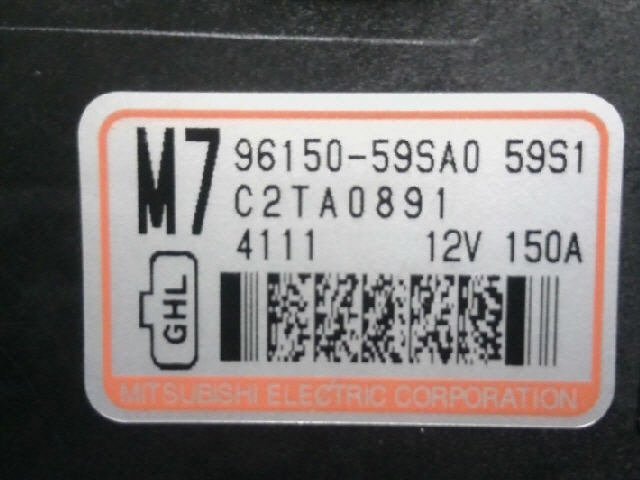 M7 96150-59SA0 59S1
C2TA0891
4111 12V 150A
GHL
MITSUBISHI ELECTRIC CORPORATION